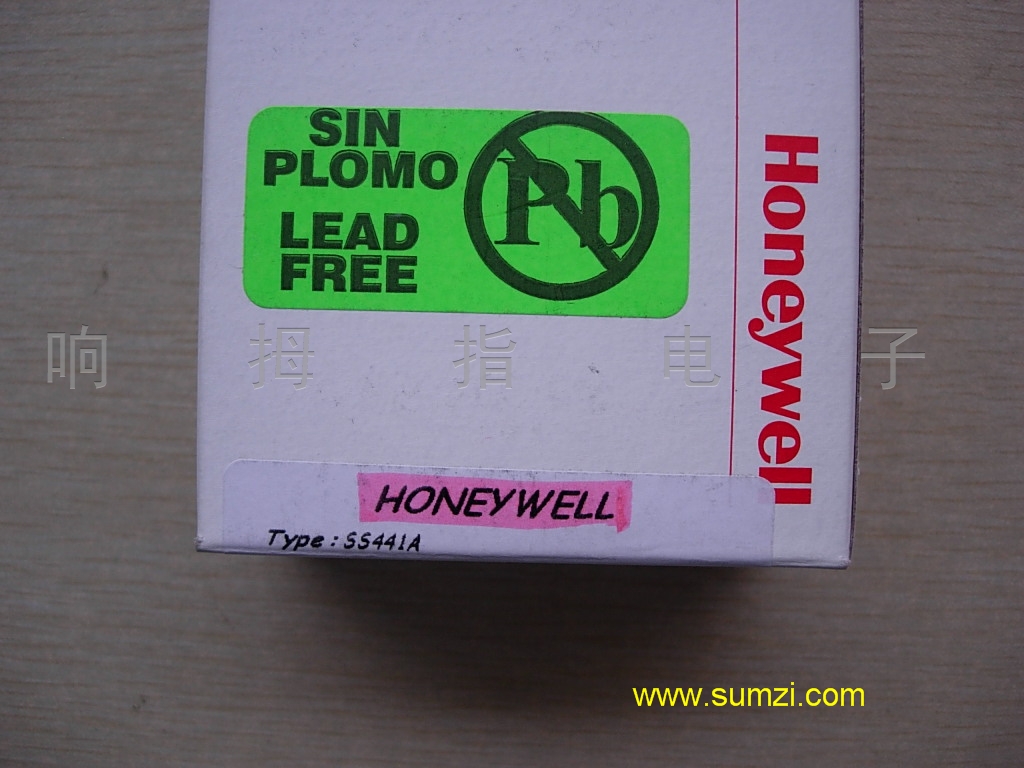 SIN
PLOMO
LEAD
FREE
Pb
Honeywell
响拇指电子
HONEYWELL
Type: SS441A
www.sumzi.com